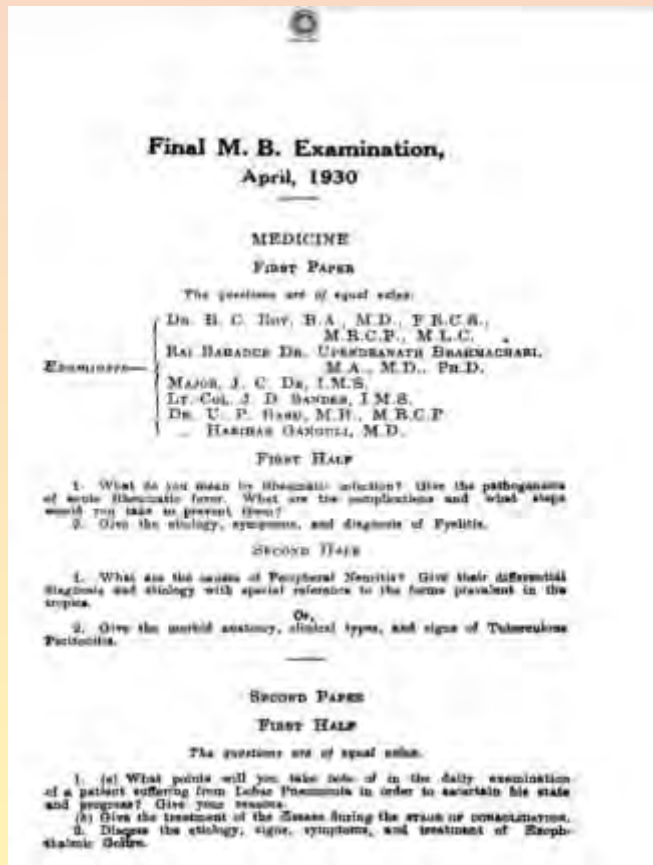 Final M. B. Examination,
April, 1930
MEDICINE
FIRST PAPER
The questions are of equal value.
DR. B. C. ROY, B.A., M.D., F.R.C.S.,
M.R.C.P., M.L.C.
RAI BAHADUR DR. UPENDRANATH BRAHMACHARI,
M.A., M.D., PH.D.
Examiners—
MAJOR, J. C. DE, I.M.S.
LT. COL. J. D. SANDES, I.M.S.
DR. U. P. BASU, M.B., M.R.C.P
„ HARIHAR GANGULI, M.D.
FIRST HALF
1. What do you mean by Rheumatic infection? Give the pathogenesis
of acute Rheumatic fever. What are the complications and what steps
would you take to prevent them?
2. Give the etiology, symptoms, and diagnosis of Pyelitis.
SECOND HALF
1. What are the causes of Peripheral Neuritis? Give their differential
diagnosis and etiology with special reference to the forms prevalent in the
tropics.
Or,
2. Give the morbid anatomy, clinical types, and signs of Tuberculous
Peritonitis.
SECOND PAPER
FIRST HALF
The questions are of equal value.
1. (a) What points will you take note of in the daily examination
of a patient suffering from Lobar Pneumonia in order to ascertain his state
and progress? Give your reasons.
(b) Give the treatment of the disease during the STAGE OF CONSOLIDATION.
2. Discuss the etiology, signs, symptoms, and treatment of Exoph-
thalmic Goitre.